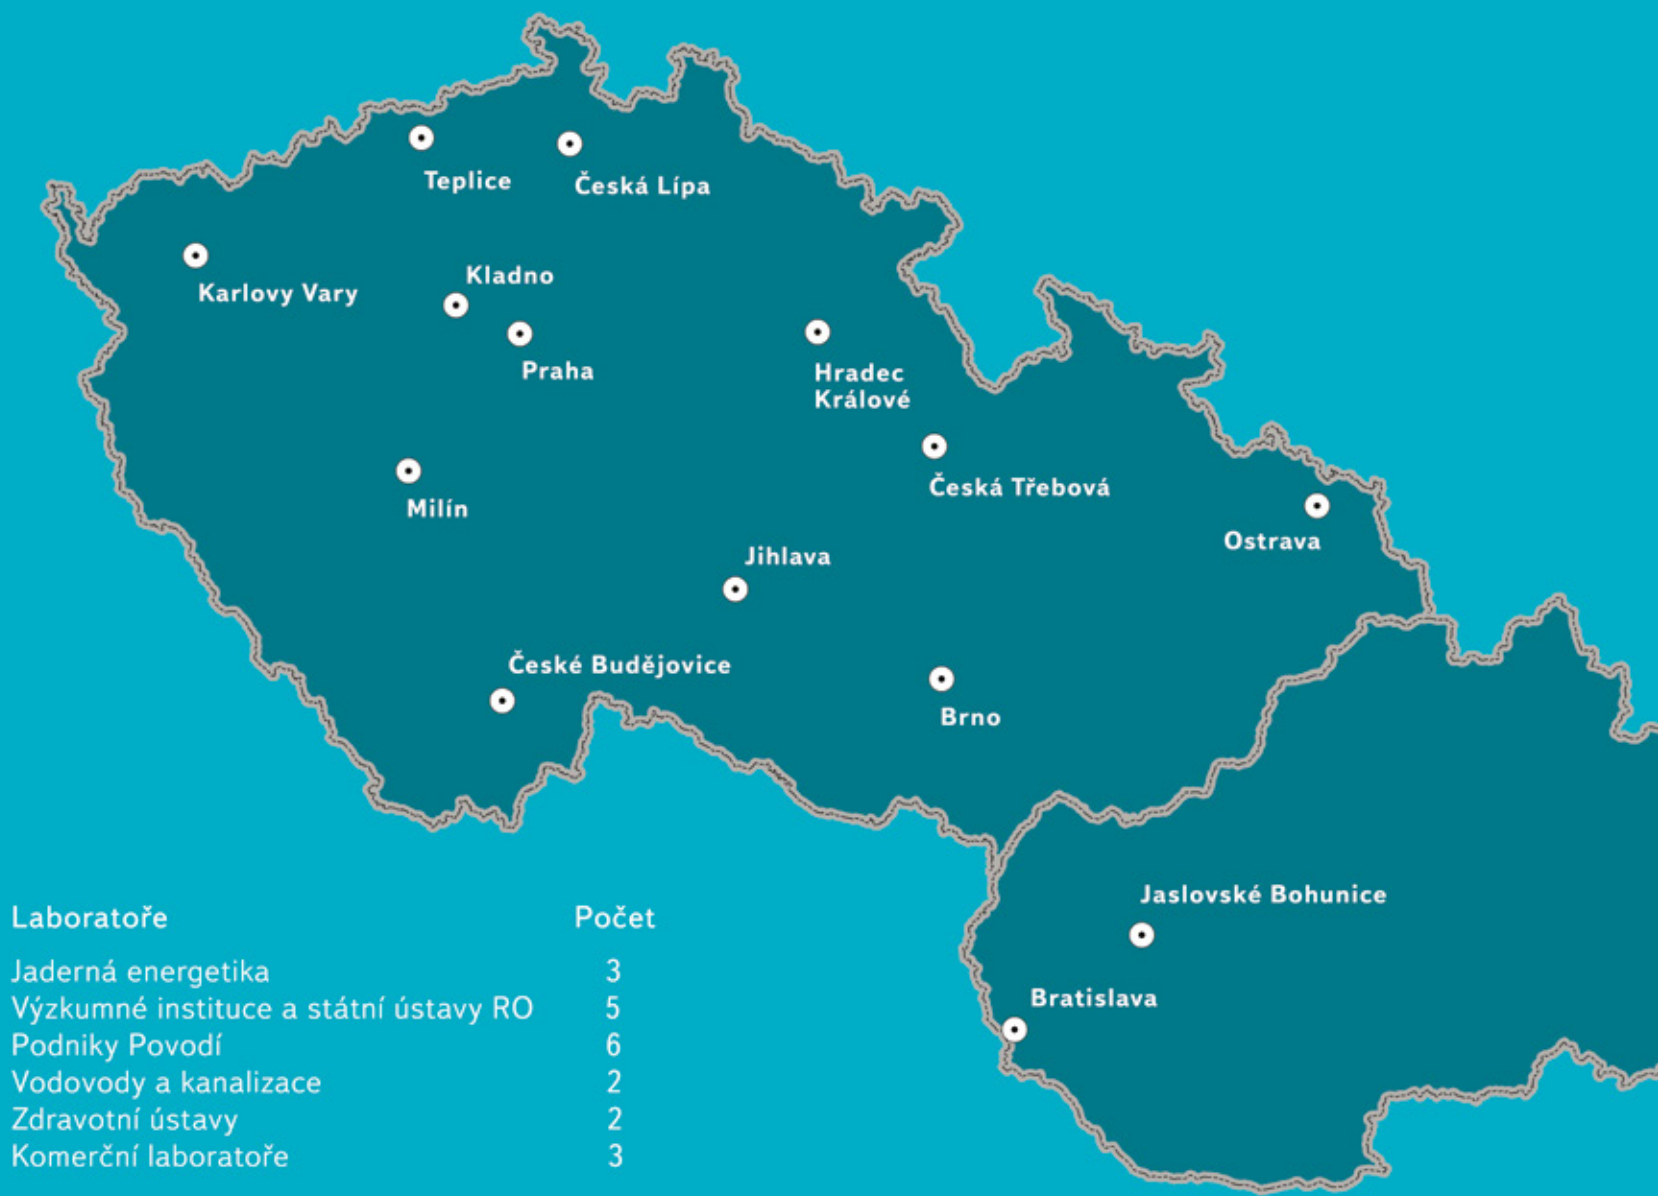 Teplice
Česká Lípa
Kladno
Karlovy Vary
Praha
Hradec
Králové
Česká Třebová
Milín
Ostrava
Jihlava
České Budějovice
Brno
Jaslovské Bohunice
Bratislava
Laboratoře Počet
Jaderná energetika 3
Výzkumné instituce a státní ústavy RO 5
Podniky Povodí 6
Vodovody a kanalizace 2
Zdravotní ústavy 2
Komerční laboratoře 3